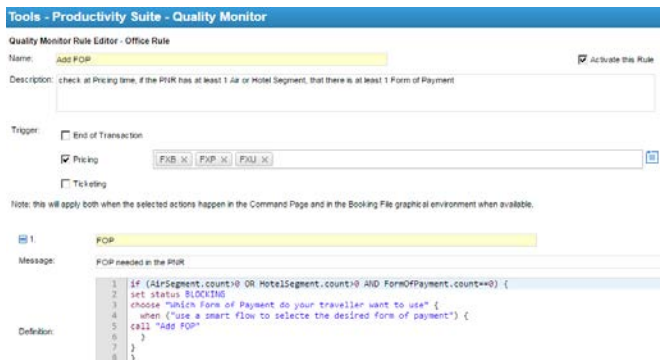 Tools - Productivity Suite - Quality Monitor
Quality Monitor Rule Editor - Office Rule
Name: Add FOP Activate this Rule
Description: check at Pricing time, if the PNR has at least 1 Air or Hotel Segment, that there is at least 1 Form of Payment
Trigger: End of Transaction
Pricing FXB × FXP × FXU ×
Ticketing
Note: this will apply both when the selected actions happen in the Command Page and in the Booking File graphical environment when available.
1. FOP
Message: FOP needed in the PNR
Definition:
1 if (AirSegment.count>0 OR HotelSegment.count>0 AND FormOfPayment.count==0) {
2 set status BLOCKING
3 choose "Which Form of Payment do your traveller want to use" {
4 when ("use a smart flow to selecte the desired form of payment") {
5 call "Add FOP"
6 }
7 }
8 }